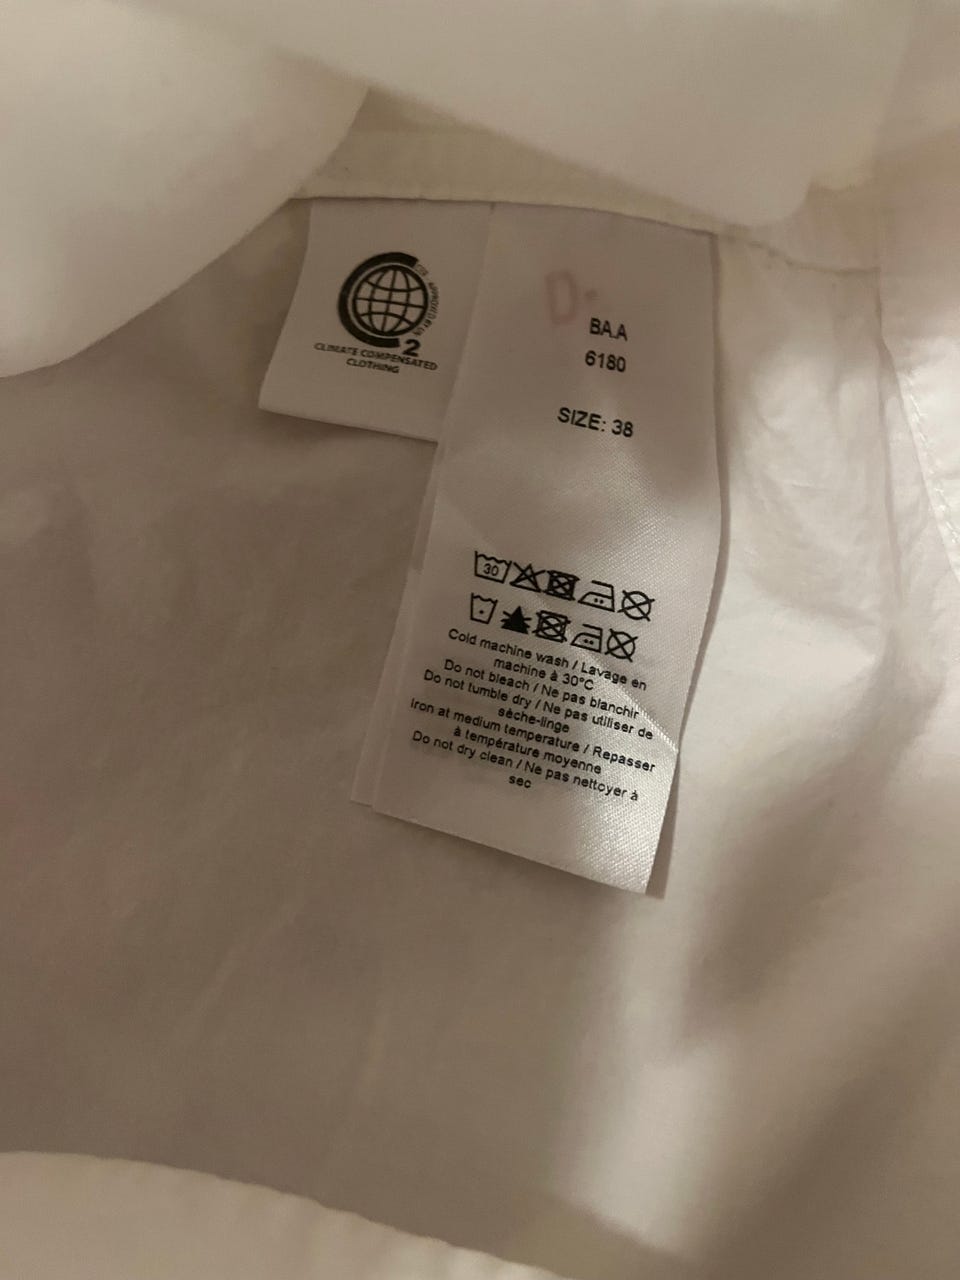 2
CLIMATE COMPENSATED
CLOTHING
D.
BA.A
6180
SIZE: 38
30
Cold machine wash / Lavage en
machine à 30°C
Do not bleach / Ne pas blanchir
Do not tumble dry / Ne pas utiliser de
sèche-linge
Iron at medium temperature / Repasser
à température moyenne
Do not dry clean / Ne pas nettoyer à
sec